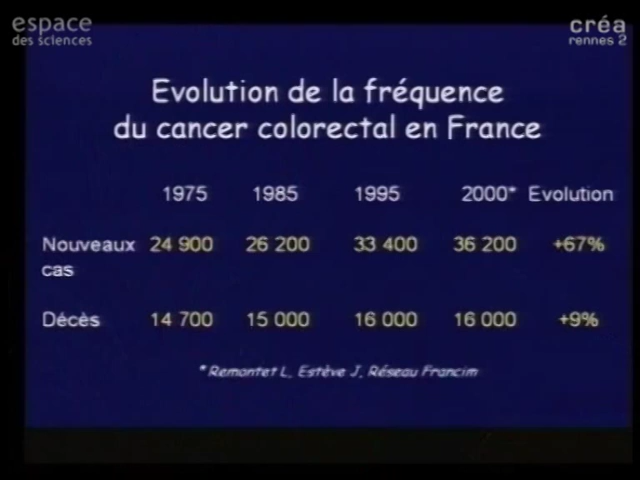 espace
des sciences
créa
rennes 2
Evolution de la fréquence
du cancer colorectal en France
1975 1985 1995 2000* Evolution
Nouveaux cas 24 900 26 200 33 400 36 200 +67%
Décès 14 700 15 000 16 000 16 000 +9%
* Remontet L, Estève J, Réseau Francim